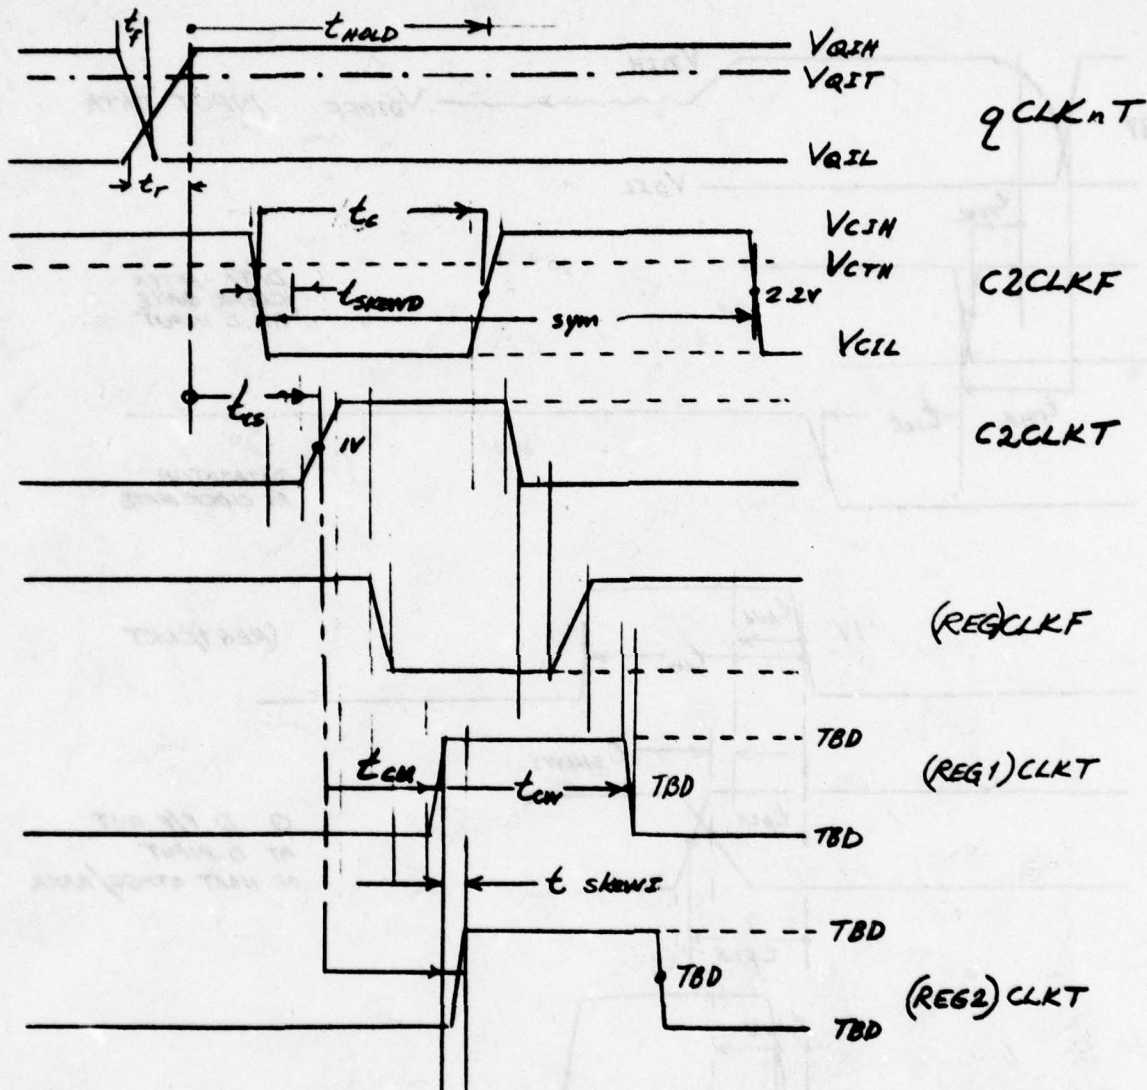 tf
tHOLD
VQIH
VQIT
qCLKnT
VQIL
tr
tc
VCIH
VCTH
C2CLKF
tSKEWD
2.2V
sym
VCIL
tCS
C2CLKT
1V
(REG)CLKF
TBD
(REG1)CLKT
tCW
TBD
TBD
t SKEWI
TBD
TBD
(REG2)CLKT
TBD